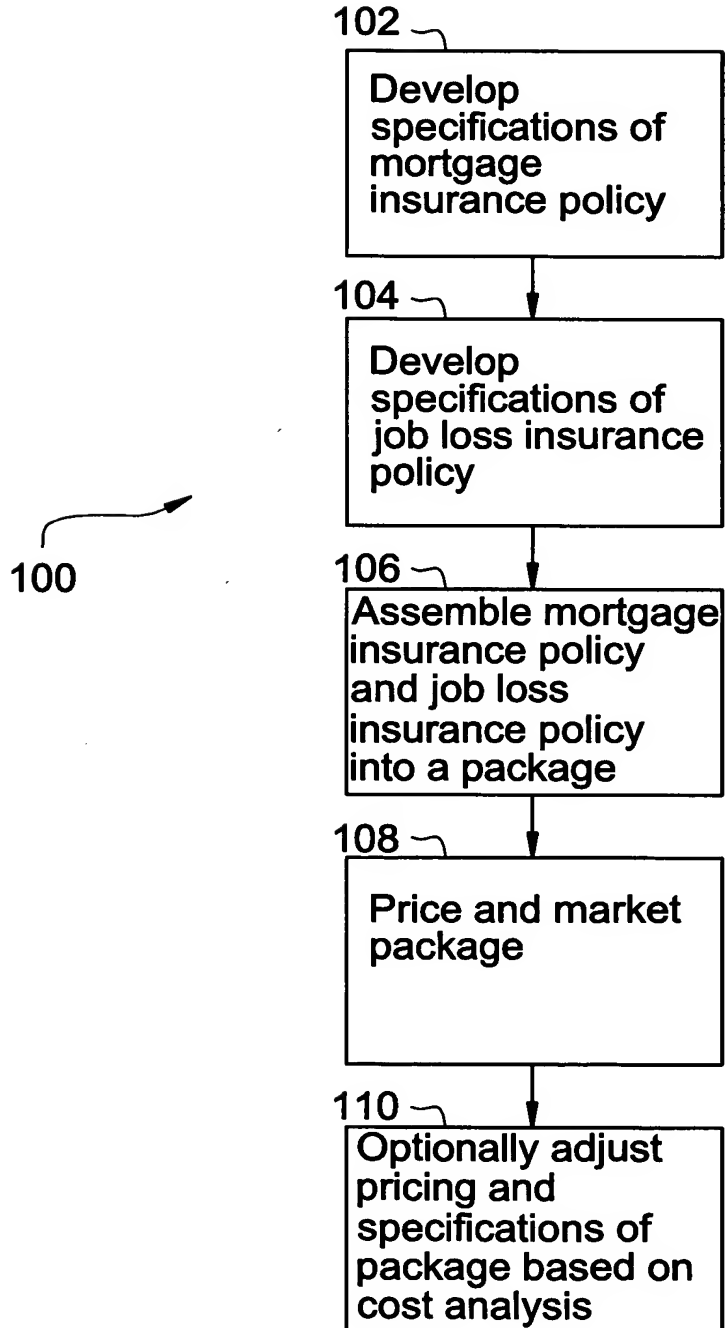 102
Develop
specifications of
mortgage
insurance policy
104
Develop
specifications of
job loss insurance
policy
100
106
Assemble mortgage
insurance policy
and job loss
insurance policy
into a package
108
Price and market
package
110
Optionally adjust
pricing and
specifications of
package based on
cost analysis